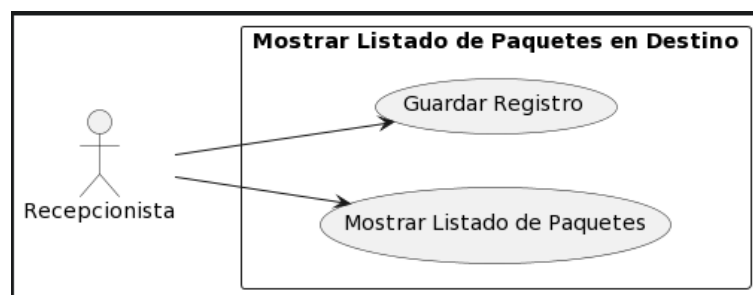 Mostrar Listado de Paquetes en Destino
Guardar Registro
Recepcionista
Mostrar Listado de Paquetes